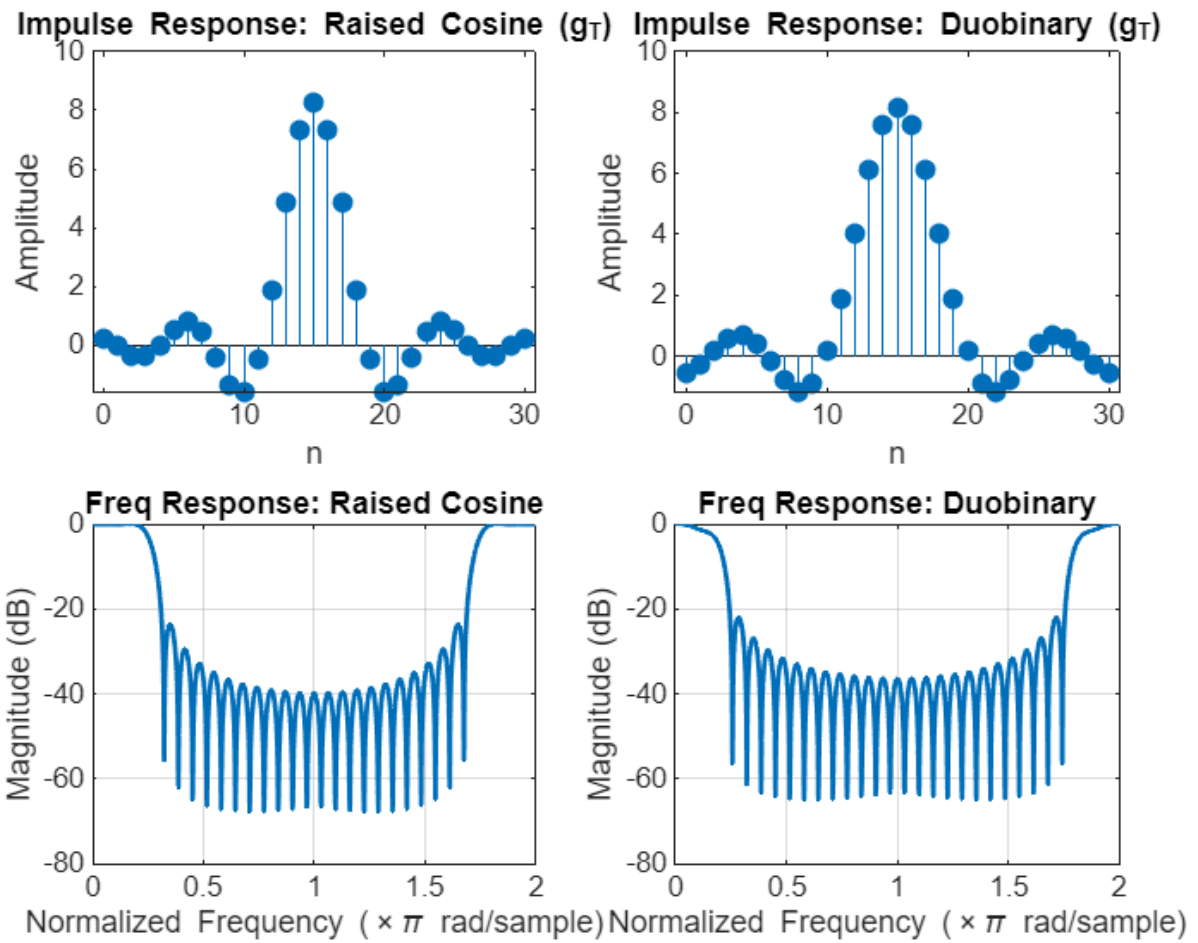 Impulse Response: Raised Cosine (gT)
10
8
6
4
2
0
Amplitude
0 10 20 30
n
Impulse Response: Duobinary (gT)
10
8
6
4
2
0
Amplitude
0 10 20 30
n
Freq Response: Raised Cosine
0
-20
-40
-60
-80
Magnitude (dB)
0 0.5 1 1.5 2
Normalized Frequency (×π rad/sample)
Freq Response: Duobinary
0
-20
-40
-60
-80
Magnitude (dB)
0 0.5 1 1.5 2
Normalized Frequency (×π rad/sample)